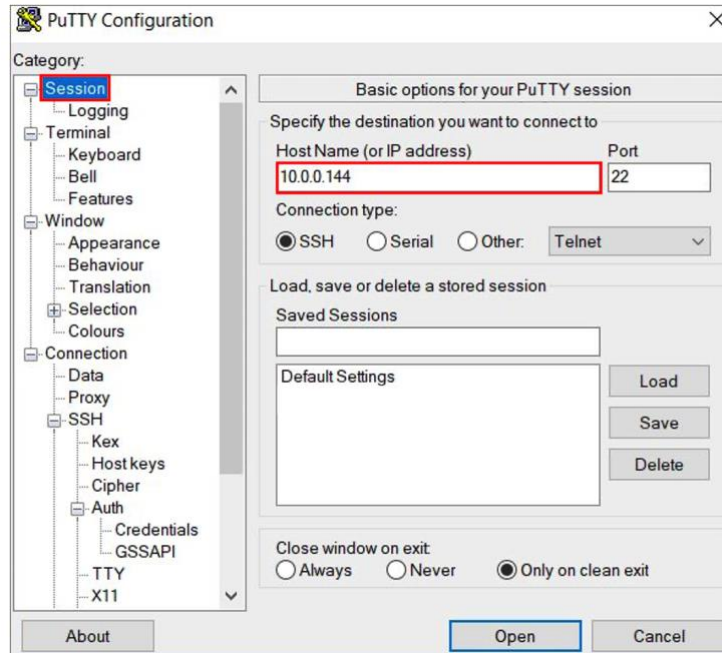 PuTTY Configuration
Category:
Session
Logging
Terminal
Keyboard
Bell
Features
Window
Appearance
Behaviour
Translation
Selection
Colours
Connection
Data
Proxy
SSH
Kex
Host keys
Cipher
Auth
Credentials
GSSAPI
TTY
X11
Basic options for your PuTTY session
Specify the destination you want to connect to
Host Name (or IP address) Port
10.0.0.144 22
Connection type:
SSH Serial Other: Telnet
Load, save or delete a stored session
Saved Sessions
Default Settings
Load
Save
Delete
Close window on exit:
Always Never Only on clean exit
About Open Cancel